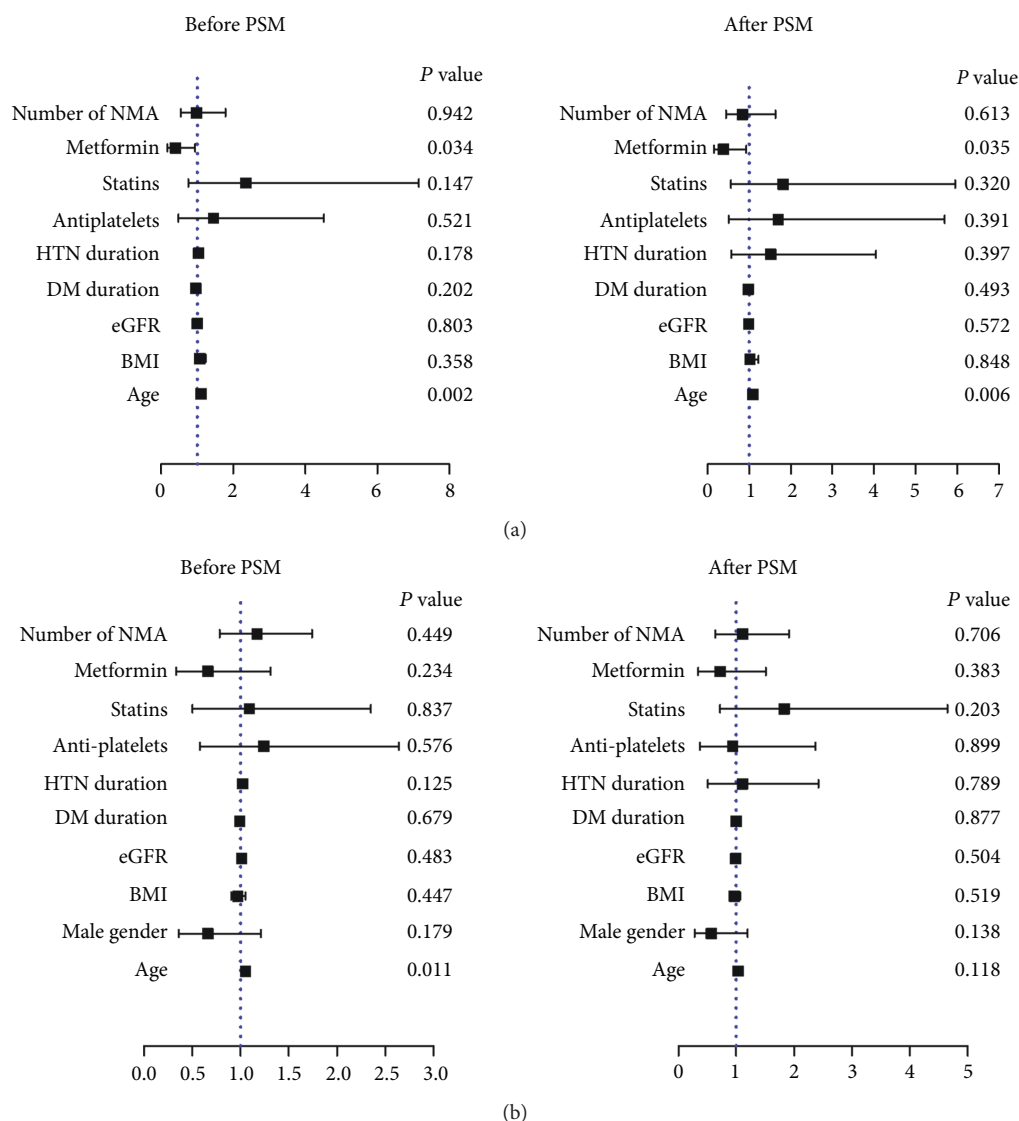 Before PSM
P value
Number of NMA 0.942
Metformin 0.034
Statins 0.147
Antiplatelets 0.521
HTN duration 0.178
DM duration 0.202
eGFR 0.803
BMI 0.358
Age 0.002
0 2 4 6 8
After PSM
P value
Number of NMA 0.613
Metformin 0.035
Statins 0.320
Antiplatelets 0.391
HTN duration 0.397
DM duration 0.493
eGFR 0.572
BMI 0.848
Age 0.006
0 1 2 3 4 5 6 7
(a)
Before PSM
P value
Number of NMA 0.449
Metformin 0.234
Statins 0.837
Anti-platelets 0.576
HTN duration 0.125
DM duration 0.679
eGFR 0.483
BMI 0.447
Male gender 0.179
Age 0.011
0.0 0.5 1.0 1.5 2.0 2.5 3.0
After PSM
P value
Number of NMA 0.706
Metformin 0.383
Statins 0.203
Anti-platelets 0.899
HTN duration 0.789
DM duration 0.877
eGFR 0.504
BMI 0.519
Male gender 0.138
Age 0.118
0 1 2 3 4 5
(b)